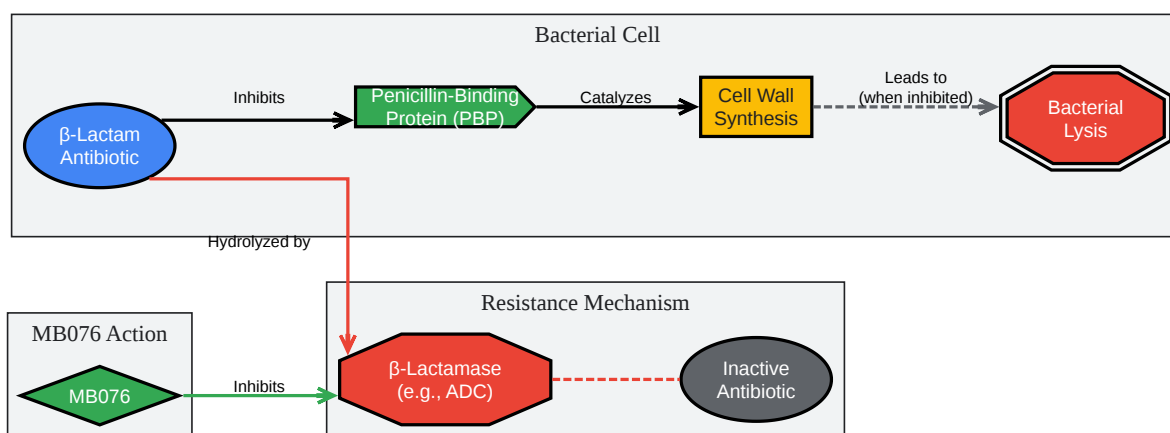 Bacterial Cell
Inhibits
Penicillin-Binding
Protein (PBP)
Catalyzes
Cell Wall
Synthesis
Leads to
(when inhibited)
Bacterial
Lysis
β-Lactam
Antibiotic
Hydrolyzed by
Resistance Mechanism
MB076 Action
MB076
Inhibits
β-Lactamase
(e.g., ADC)
Inactive
Antibiotic